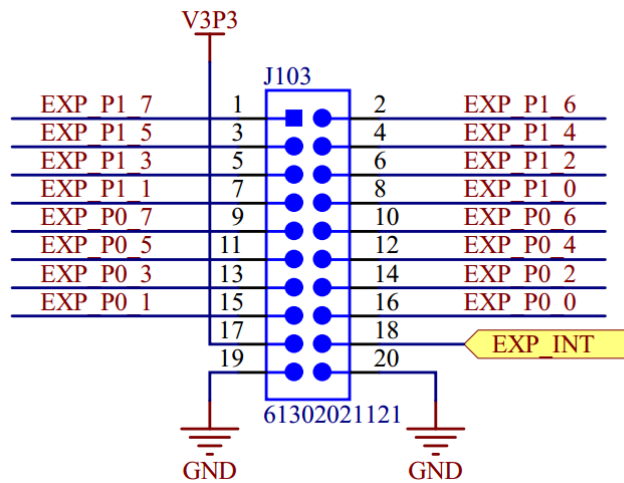 V3P3
J103
EXP_P1_7 1 2 EXP_P1_6
EXP_P1_5 3 4 EXP_P1_4
EXP_P1_3 5 6 EXP_P1_2
EXP_P1_1 7 8 EXP_P1_0
EXP_P0_7 9 10 EXP_P0_6
EXP_P0_5 11 12 EXP_P0_4
EXP_P0_3 13 14 EXP_P0_2
EXP_P0_1 15 16 EXP_P0_0
17 18 EXP_INT
19 20
61302021121
GND GND